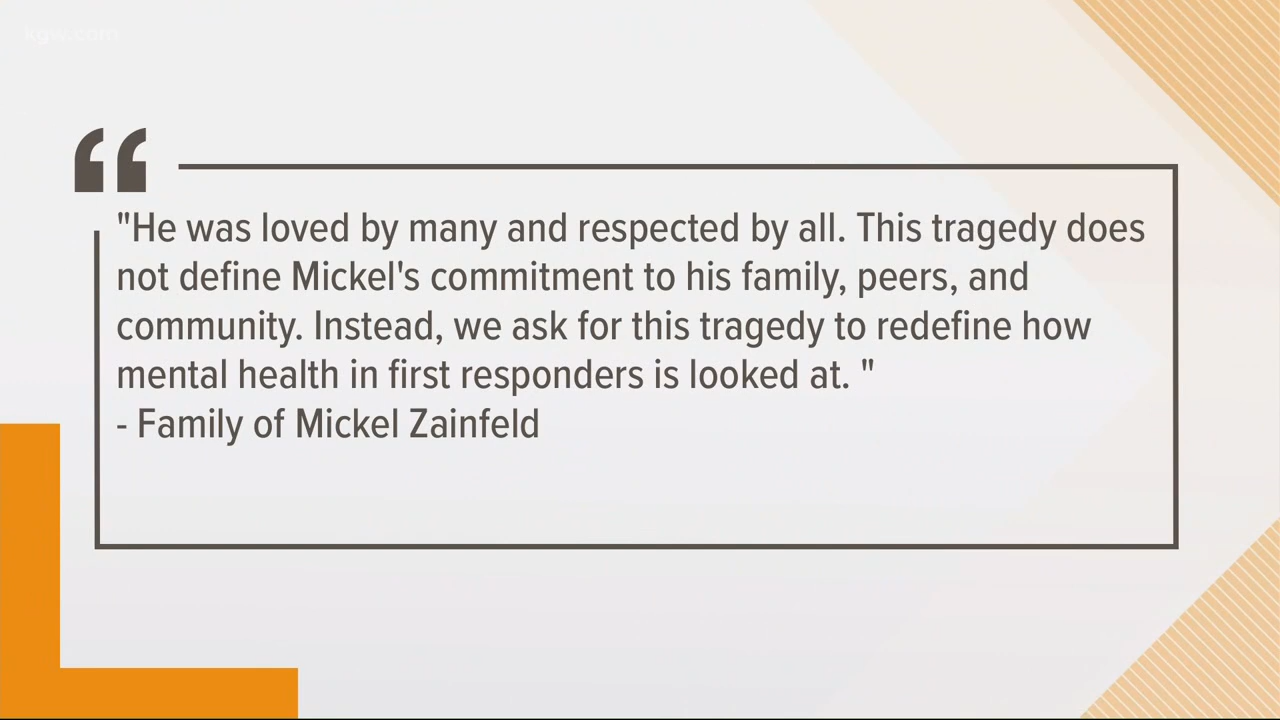 kgw.com
"He was loved by many and respected by all. This tragedy does
not define Mickel's commitment to his family, peers, and
community. Instead, we ask for this tragedy to redefine how
mental health in first responders is looked at. "
- Family of Mickel Zainfeld